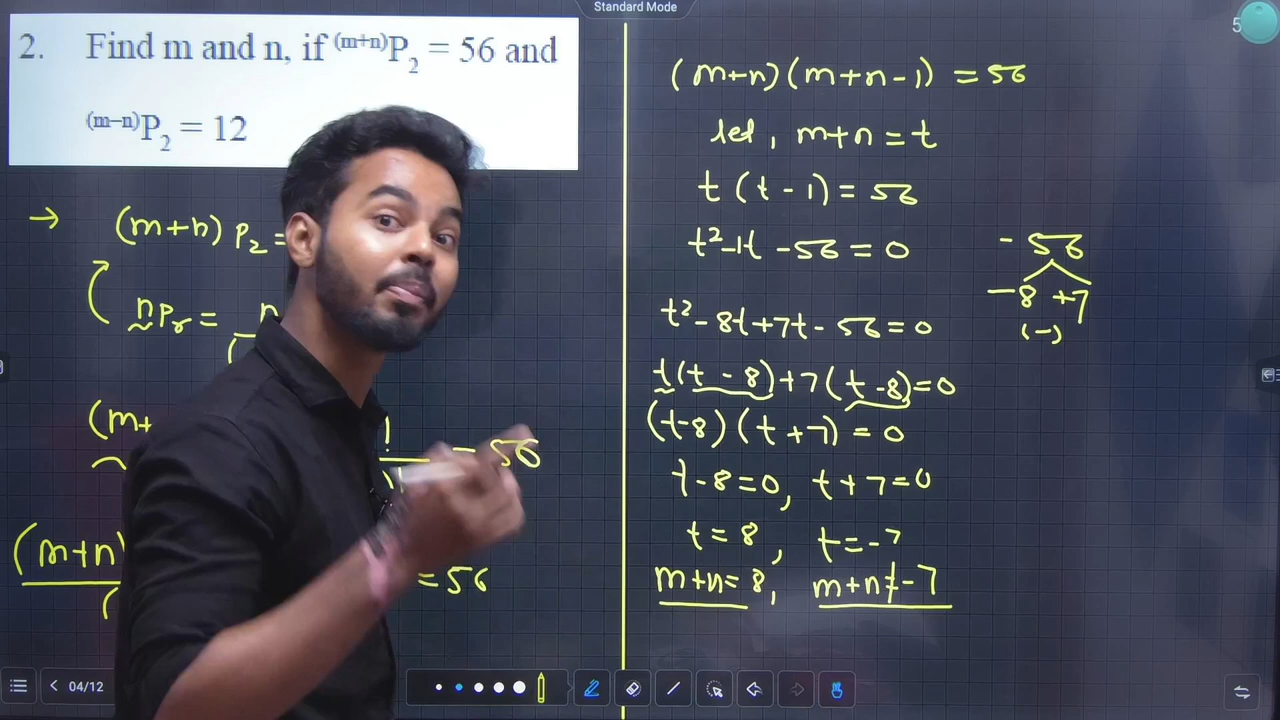 Standard Mode
5
2. Find m and n, if ⁽ᵐ⁺ⁿ⁾P₂ = 56 and
⁽ᵐ⁻ⁿ⁾P₂ = 12
→ (m+n) P₂ =
nPr = n
(m+
! = 56
(m+n)
= 56
(m+n)(m+n-1) = 56
let, m+n = t
t(t-1) = 56
t²-1t-56=0
-56
-8 +7
(-)
t²-8t+7t-56=0
t(t-8)+7(t-8)=0
(t-8)(t+7)=0
t-8=0, t+7=0
t=8, t=-7
m+n=8, m+n≠-7
04/12